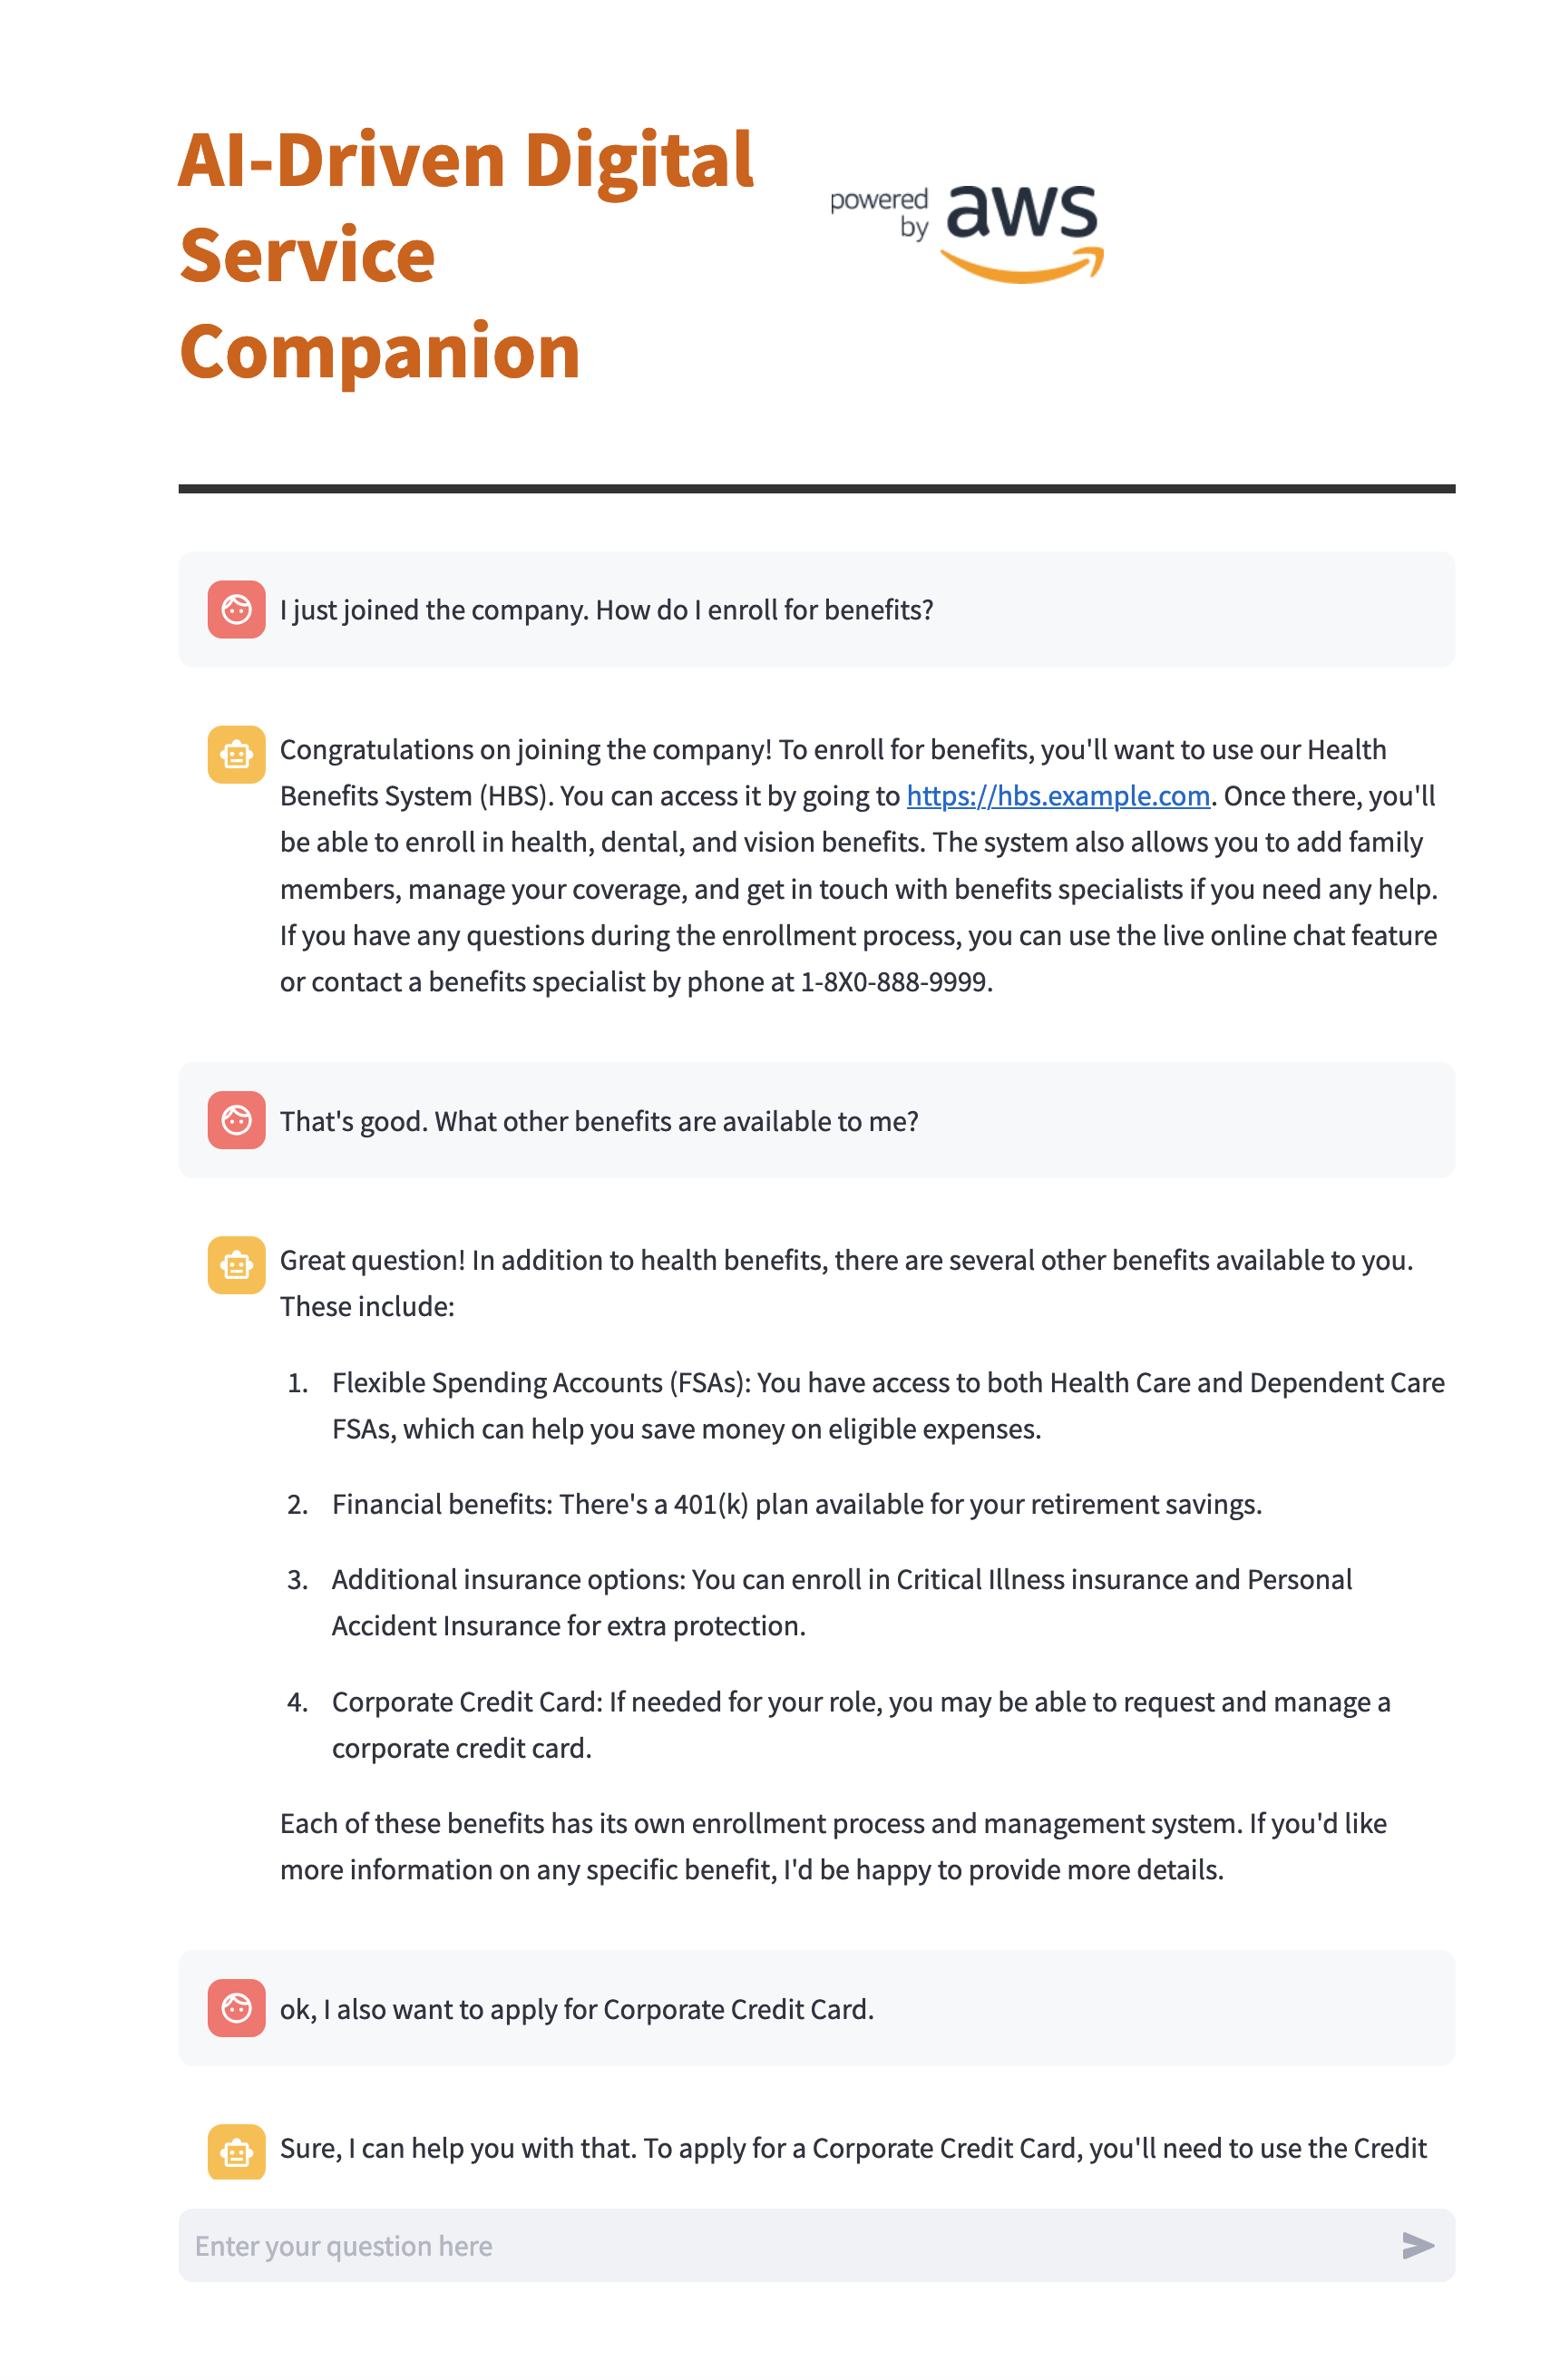 AI-Driven Digital
Service
Companion
powered
by
aws
I just joined the company. How do I enroll for benefits?
Congratulations on joining the company! To enroll for benefits, you'll want to use our Health
Benefits System (HBS). You can access it by going to https://hbs.example.com. Once there, you'll
be able to enroll in health, dental, and vision benefits. The system also allows you to add family
members, manage your coverage, and get in touch with benefits specialists if you need any help.
If you have any questions during the enrollment process, you can use the live online chat feature
or contact a benefits specialist by phone at 1-8X0-888-9999.
That's good. What other benefits are available to me?
Great question! In addition to health benefits, there are several other benefits available to you.
These include:
1. Flexible Spending Accounts (FSAs): You have access to both Health Care and Dependent Care
FSAs, which can help you save money on eligible expenses.
2. Financial benefits: There's a 401(k) plan available for your retirement savings.
3. Additional insurance options: You can enroll in Critical Illness insurance and Personal
Accident Insurance for extra protection.
4. Corporate Credit Card: If needed for your role, you may be able to request and manage a
corporate credit card.
Each of these benefits has its own enrollment process and management system. If you'd like
more information on any specific benefit, I'd be happy to provide more details.
ok, I also want to apply for Corporate Credit Card.
Sure, I can help you with that. To apply for a Corporate Credit Card, you'll need to use the Credit
Enter your question here